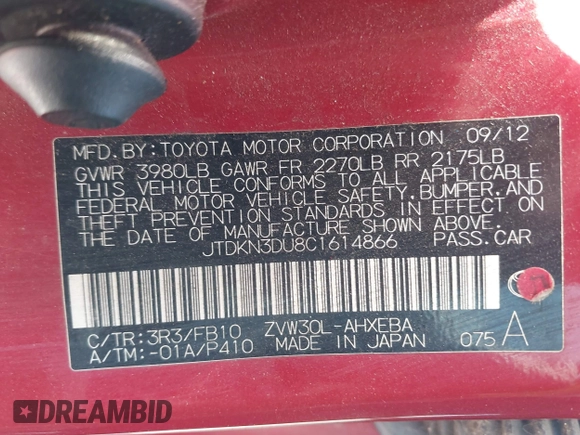 MFD.BY:TOYOTA MOTOR CORPORATION 09/12
GVWR 3980LB GAWR FR 2270LB RR 2175LB
THIS VEHICLE CONFORMS TO ALL APPLICABLE
FEDERAL MOTOR VEHICLE SAFETY,BUMPER,AND
THEFT PREVENTION STANDARDS IN EFFECT ON
THE DATE OF MANUFACTURE SHOWN ABOVE.
JTDKN3DU8C1614866 PASS.CAR
C/TR:3R3/FB10 ZVW30L-AHXEBA
A/TM:-01A/P410 MADE IN JAPAN 075 A
DREAMBID